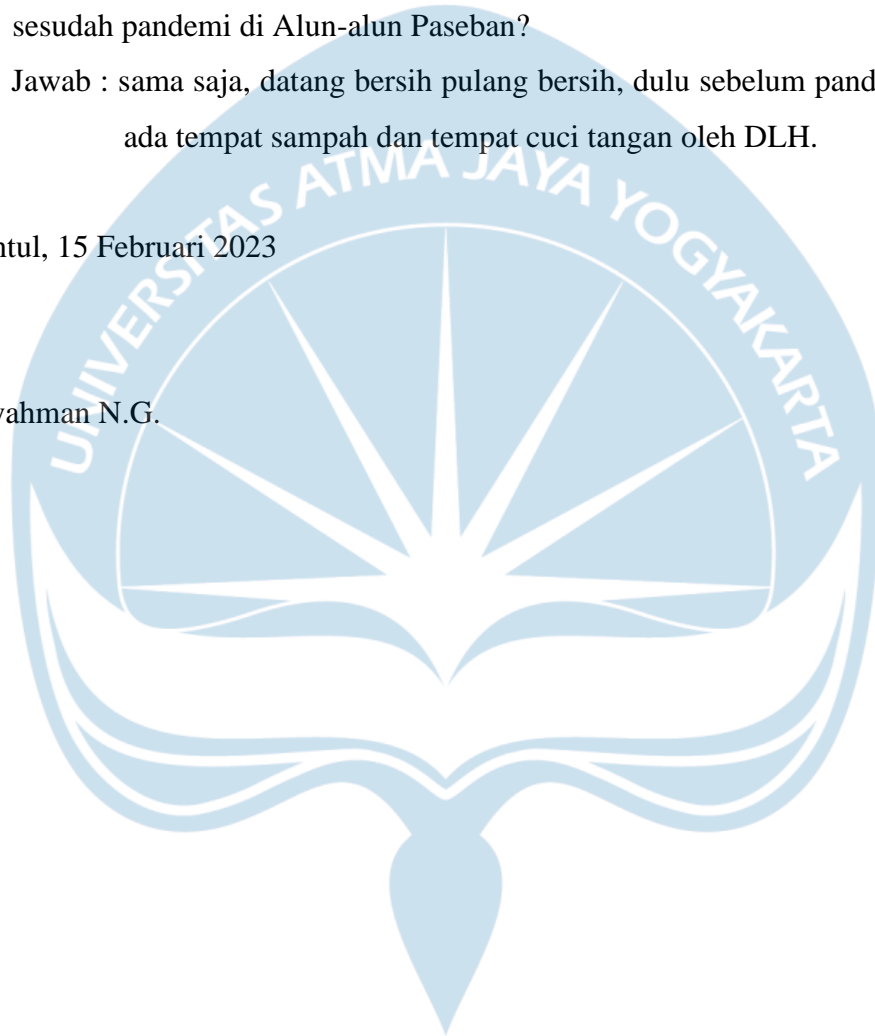 sesudah pandemi di Alun-alun Paseban?
Jawab : sama saja, datang bersih pulang bersih, dulu sebelum pand
ada tempat sampah dan tempat cuci tangan oleh DLH.
UNIVERSITAS ATMA JAYA YOGYAKARTA
ntul, 15 Februari 2023
yahman N.G.